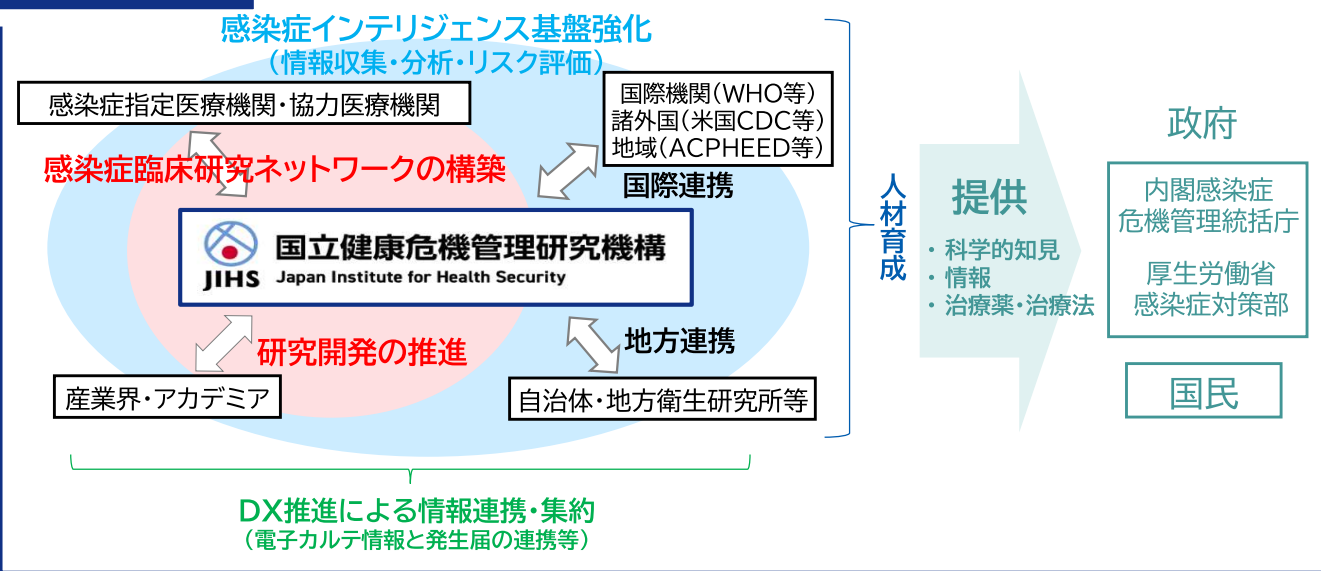 感染症インテリジェンス基盤強化
（情報収集・分析・リスク評価）
感染症指定医療機関・協力医療機関
国際機関（WHO等）
諸外国（米国CDC等）
地域（ACPHEED等）
感染症臨床研究ネットワークの構築
国際連携
JIHS
国立健康危機管理研究機構
Japan Institute for Health Security
研究開発の推進
地方連携
産業界・アカデミア
自治体・地方衛生研究所等
DX推進による情報連携・集約
（電子カルテ情報と発生届の連携等）
人材育成
提供
・科学的知見
・情報
・治療薬・治療法
政府
内閣感染症
危機管理統括庁
厚生労働省
感染症対策部
国民